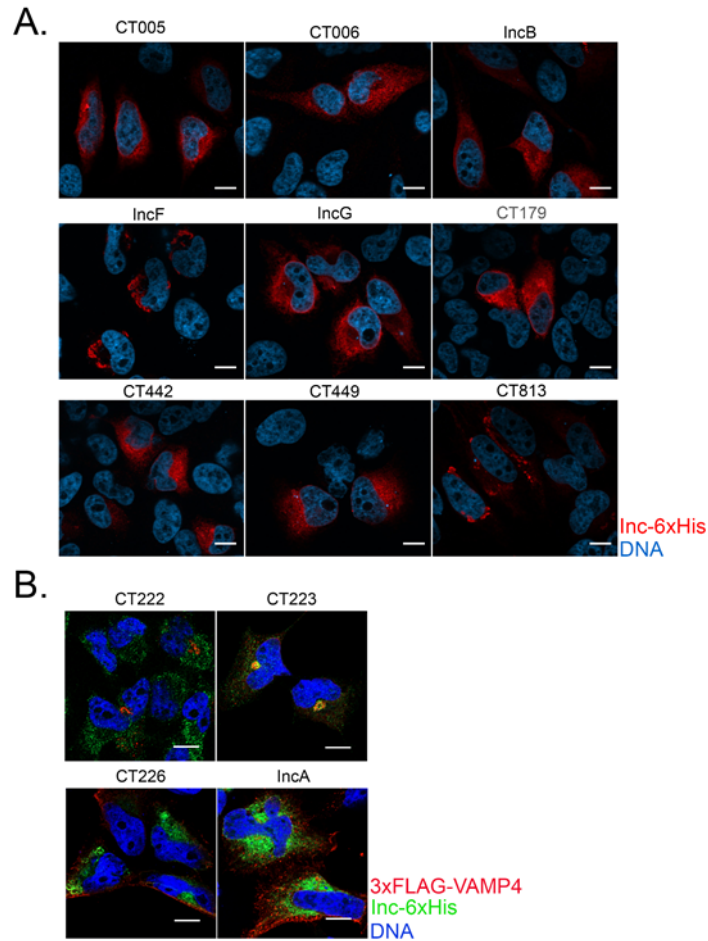 A.
CT005 CT006 IncB
IncF IncG CT179
CT442 CT449 CT813
Inc-6xHis
DNA
B.
CT222 CT223
CT226 IncA
3xFLAG-VAMP4
Inc-6xHis
DNA